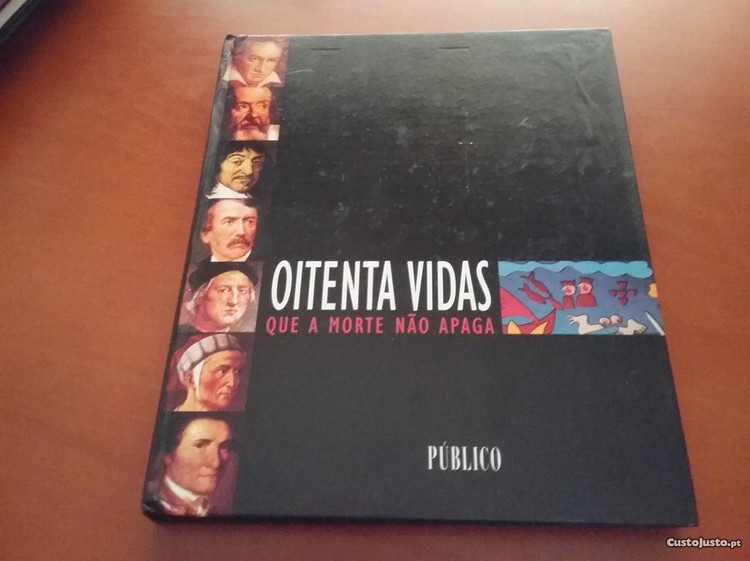 OITENTA VIDAS
QUE A MORTE NÃO APAGA
PÚBLICO
CustoJusto.pt